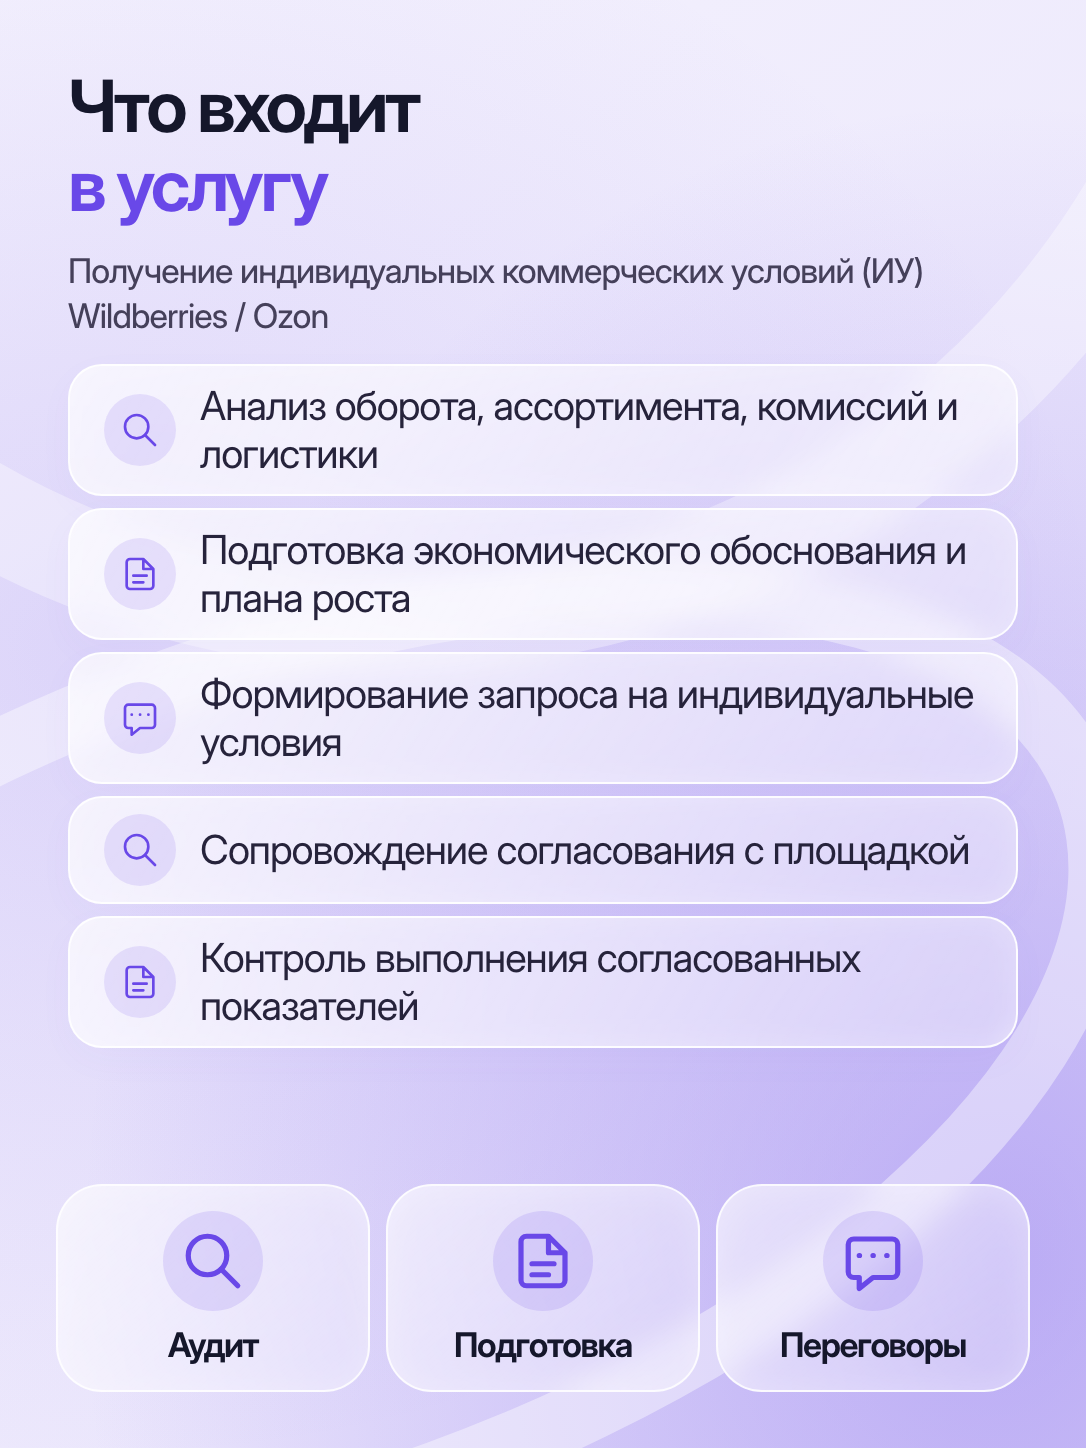 Что входит
в услугу
Получение индивидуальных коммерческих условий (ИУ)
Wildberries / Ozon
Анализ оборота, ассортимента, комиссий и
логистики
Подготовка экономического обоснования и
плана роста
Формирование запроса на индивидуальные
условия
Сопровождение согласования с площадкой
Контроль выполнения согласованных
показателей
Аудит
Подготовка
Переговоры